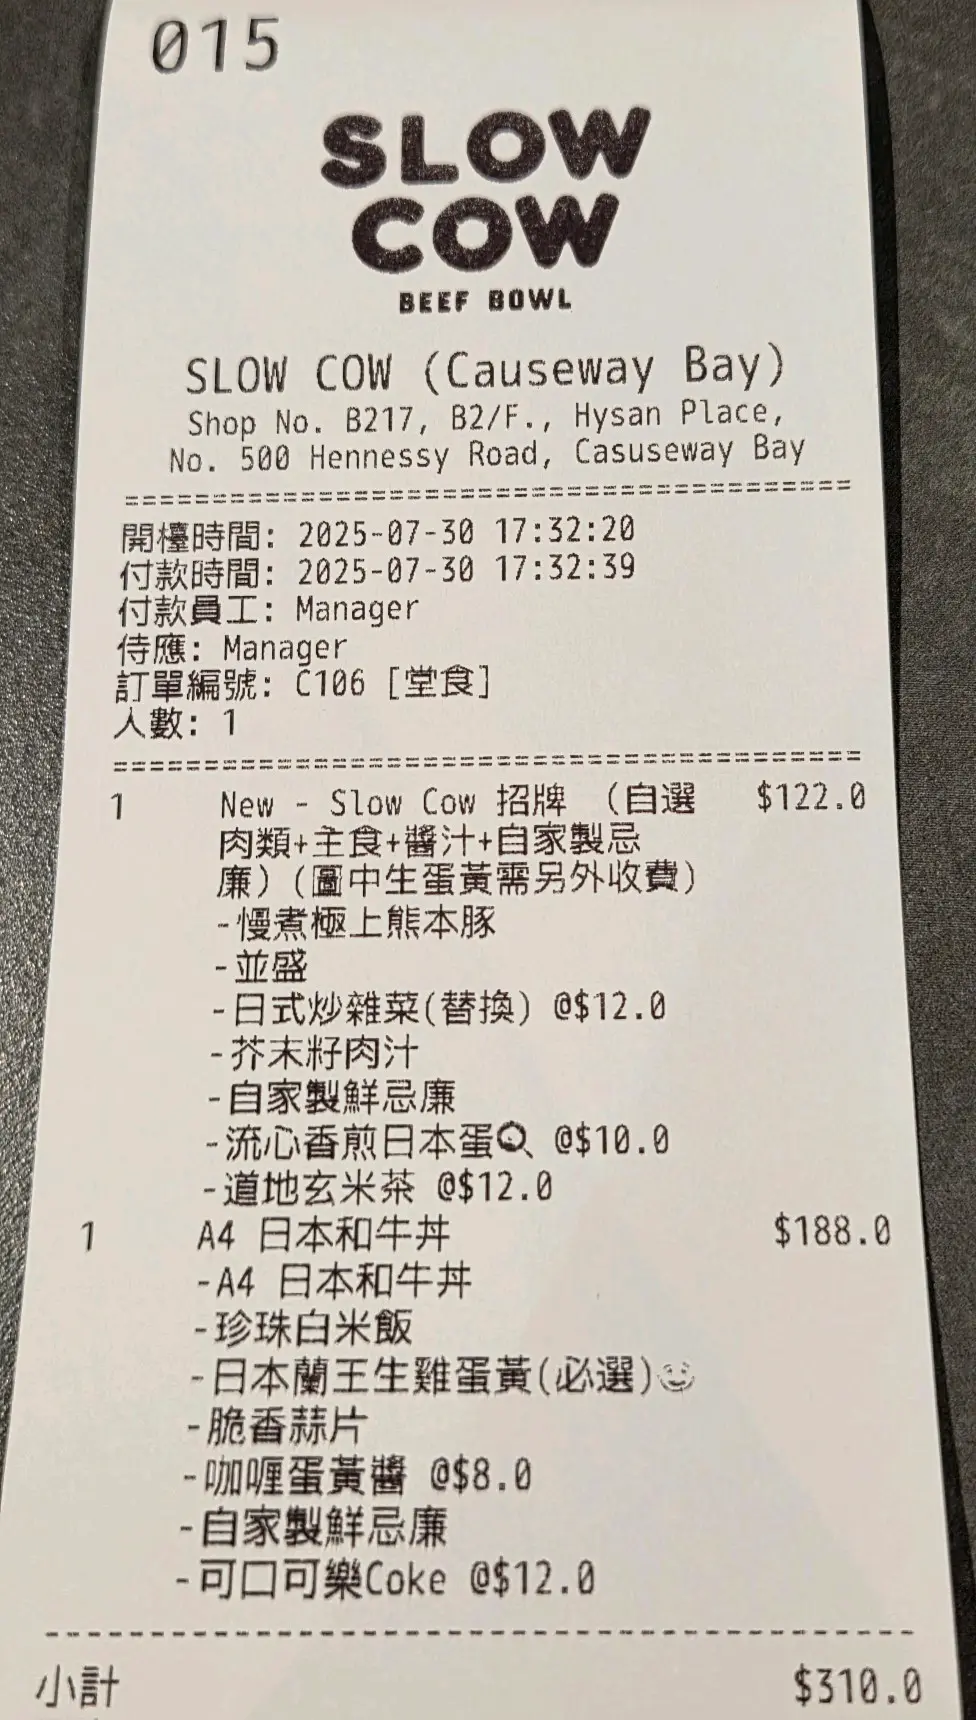 015
SLOW
COW
BEEF BOWL
SLOW COW (Causeway Bay)
Shop No. B217, B2/F., Hysan Place,
No. 500 Hennessy Road, Casuseway Bay
開檯時間: 2025-07-30 17:32:20
付款時間: 2025-07-30 17:32:39
付款員工: Manager
侍應: Manager
訂單編號: C106 [堂食]
人數: 1
1 New - Slow Cow 招牌 (自選 $122.0
肉類+主食+醬汁+自家製忌
廉) (圖中生蛋黃需另外收費)
-慢煮極上熊本豚
-並盛
-日式炒雜菜(替換) @$12.0
-芥末籽肉汁
-自家製鮮忌廉
-流心香煎日本蛋🍳 @$10.0
-道地玄米茶 @$12.0
1 A4 日本和牛丼 $188.0
-A4 日本和牛丼
-珍珠白米飯
-日本蘭王生雞蛋黃(必選)😊
-脆香蒜片
-咖喱蛋黃醬 @$8.0
-自家製鮮忌廉
-可口可樂Coke @$12.0
小計 $310.0